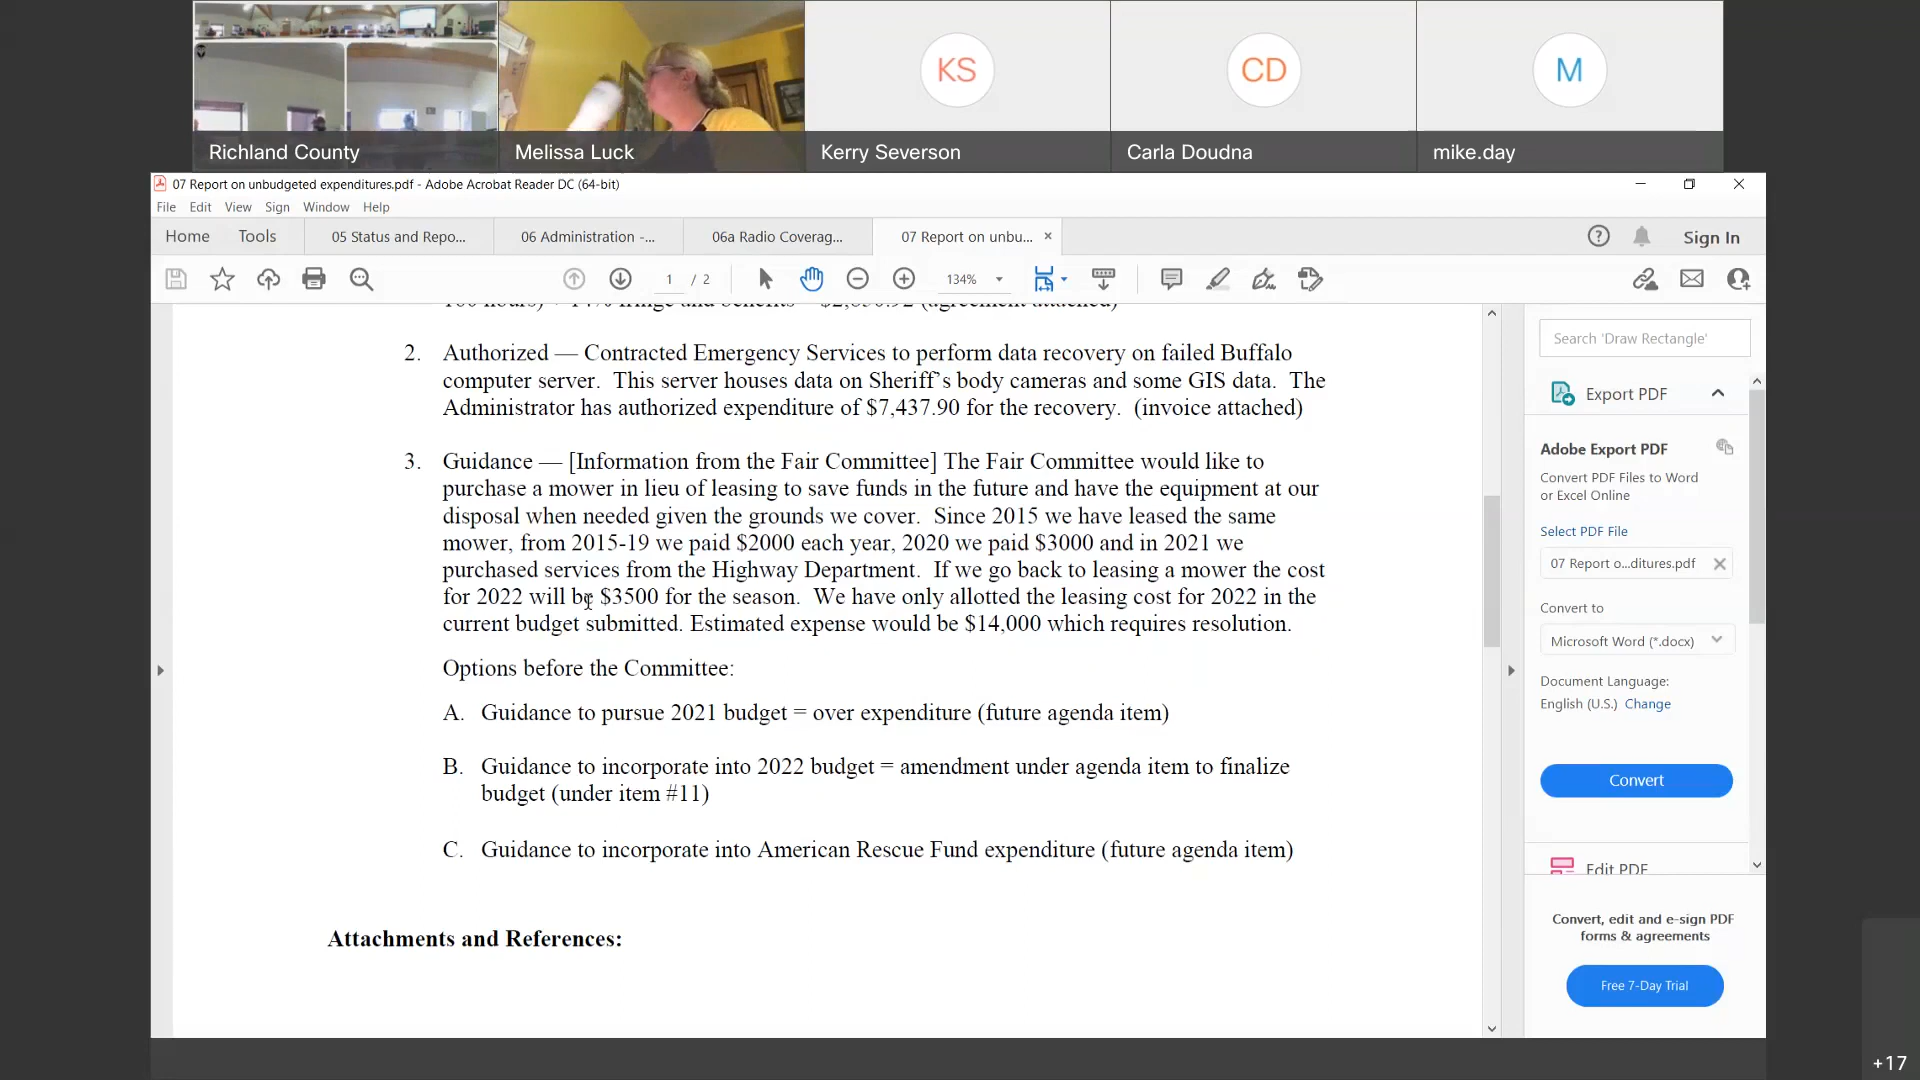 KS
CD
M
Richland County
Melissa Luck
Kerry Severson
Carla Doudna
mike.day
07 Report on unbudgeted expenditures.pdf - Adobe Acrobat Reader DC (64-bit)
File Edit View Sign Window Help
Home Tools 05 Status and Repo... 06 Administration -... 06a Radio Coverag... 07 Report on unbu... ×
Sign In
1 / 2
134%
160 hours) + 14% fringe and benefits = $2,850.92 (agreement attached)
2. Authorized — Contracted Emergency Services to perform data recovery on failed Buffalo
computer server. This server houses data on Sheriff's body cameras and some GIS data. The
Administrator has authorized expenditure of $7,437.90 for the recovery. (invoice attached)
3. Guidance — [Information from the Fair Committee] The Fair Committee would like to
purchase a mower in lieu of leasing to save funds in the future and have the equipment at our
disposal when needed given the grounds we cover. Since 2015 we have leased the same
mower, from 2015-19 we paid $2000 each year, 2020 we paid $3000 and in 2021 we
purchased services from the Highway Department. If we go back to leasing a mower the cost
for 2022 will be $3500 for the season. We have only allotted the leasing cost for 2022 in the
current budget submitted. Estimated expense would be $14,000 which requires resolution.
Options before the Committee:
A. Guidance to pursue 2021 budget = over expenditure (future agenda item)
B. Guidance to incorporate into 2022 budget = amendment under agenda item to finalize
budget (under item #11)
C. Guidance to incorporate into American Rescue Fund expenditure (future agenda item)
Attachments and References:
Search 'Draw Rectangle'
Export PDF
Adobe Export PDF
Convert PDF Files to Word
or Excel Online
Select PDF File
07 Report o...ditures.pdf
Convert to
Microsoft Word (*.docx)
Document Language:
English (U.S.) Change
Convert
Edit PDF
Convert, edit and e-sign PDF
forms & agreements
Free 7-Day Trial
+17